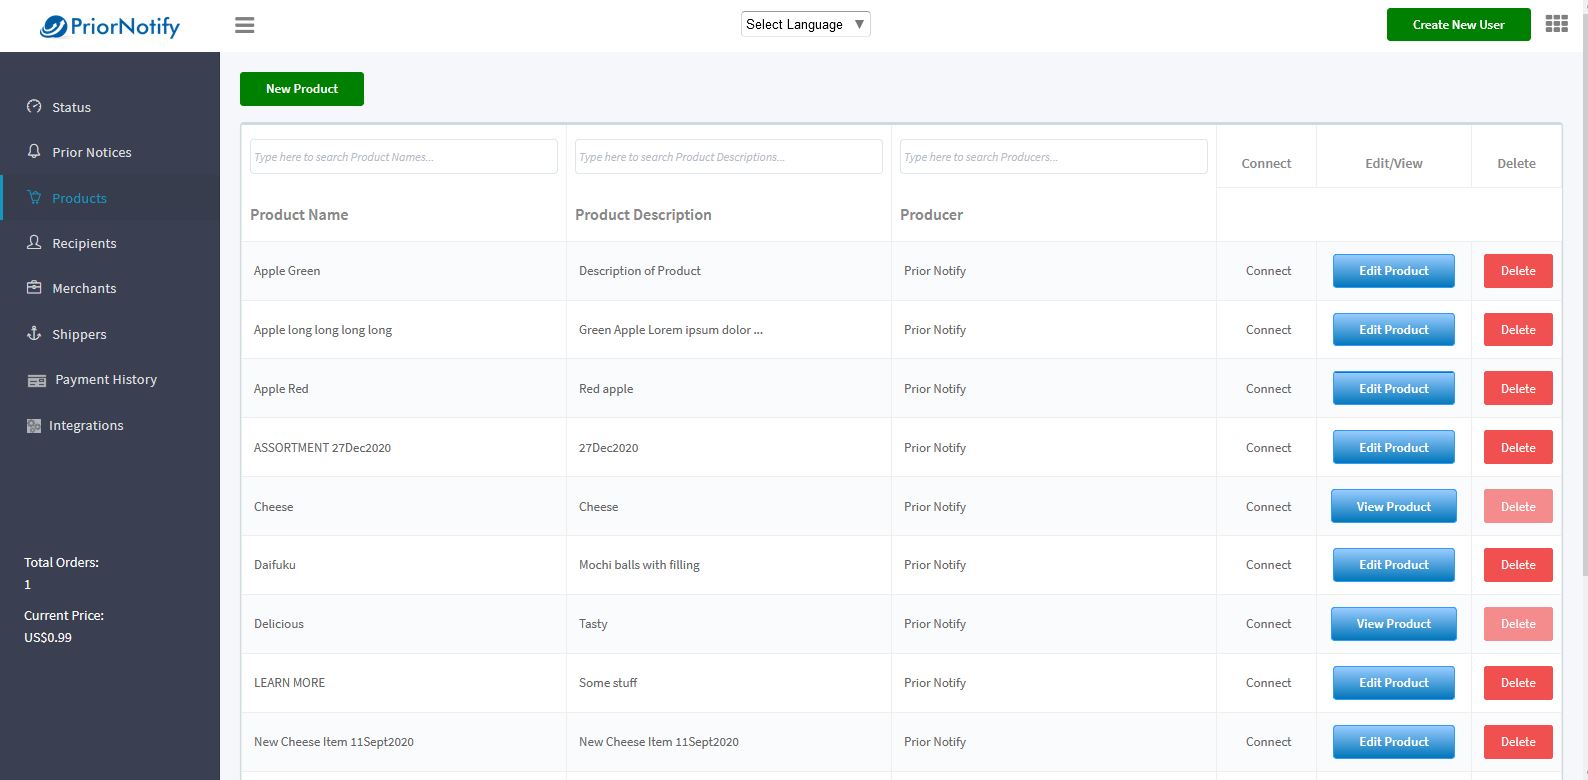 PriorNotify
Select Language ▼
Create New User
Status
Prior Notices
Products
Recipients
Merchants
Shippers
Payment History
Integrations
Total Orders:
1
Current Price:
US$0.99
New Product
Type here to search Product Names... Type here to search Product Descriptions... Type here to search Producers... Connect Edit/View Delete
Product Name Product Description Producer
Apple Green Description of Product Prior Notify Connect Edit Product Delete
Apple long long long long Green Apple Lorem ipsum dolor ... Prior Notify Connect Edit Product Delete
Apple Red Red apple Prior Notify Connect Edit Product Delete
ASSORTMENT 27Dec2020 27Dec2020 Prior Notify Connect Edit Product Delete
Cheese Cheese Prior Notify Connect View Product Delete
Daifuku Mochi balls with filling Prior Notify Connect Edit Product Delete
Delicious Tasty Prior Notify Connect View Product Delete
LEARN MORE Some stuff Prior Notify Connect Edit Product Delete
New Cheese Item 11Sept2020 New Cheese Item 11Sept2020 Prior Notify Connect Edit Product Delete